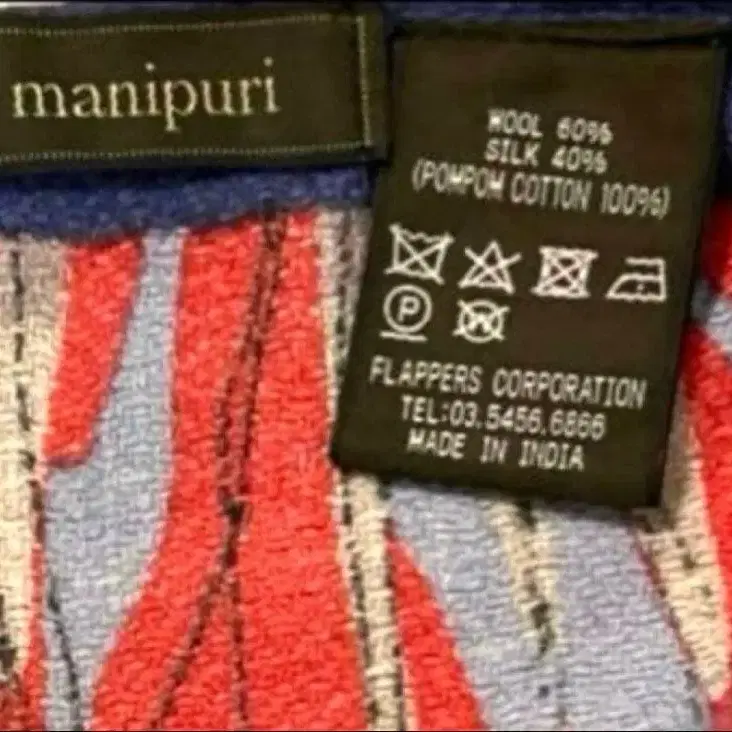 manipuri
WOOL 60%
SILK 40%
(POMPOM COTTON 100%)
P
W
FLAPPERS CORPORATION
TEL:03.5456.6866
MADE IN INDIA